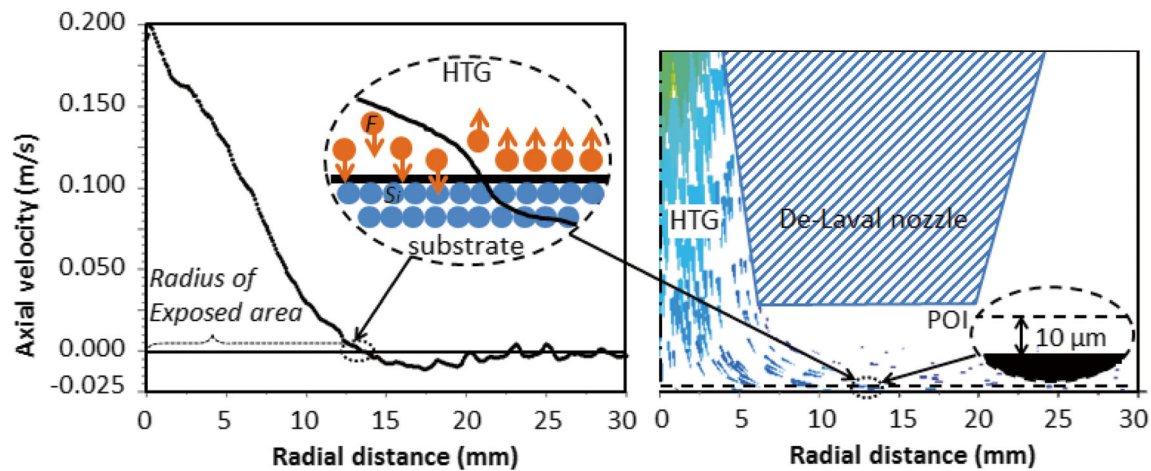 0.200
0.150
0.100
0.050
0.000
-0.025
Axial velocity (m/s)
HTG
F
Si
substrate
Radius of
Exposed area
0 5 10 15 20 25 30
Radial distance (mm)
HTG
De-Laval nozzle
POI
10 μm
0 5 10 15 20 25 30
Radial distance (mm)